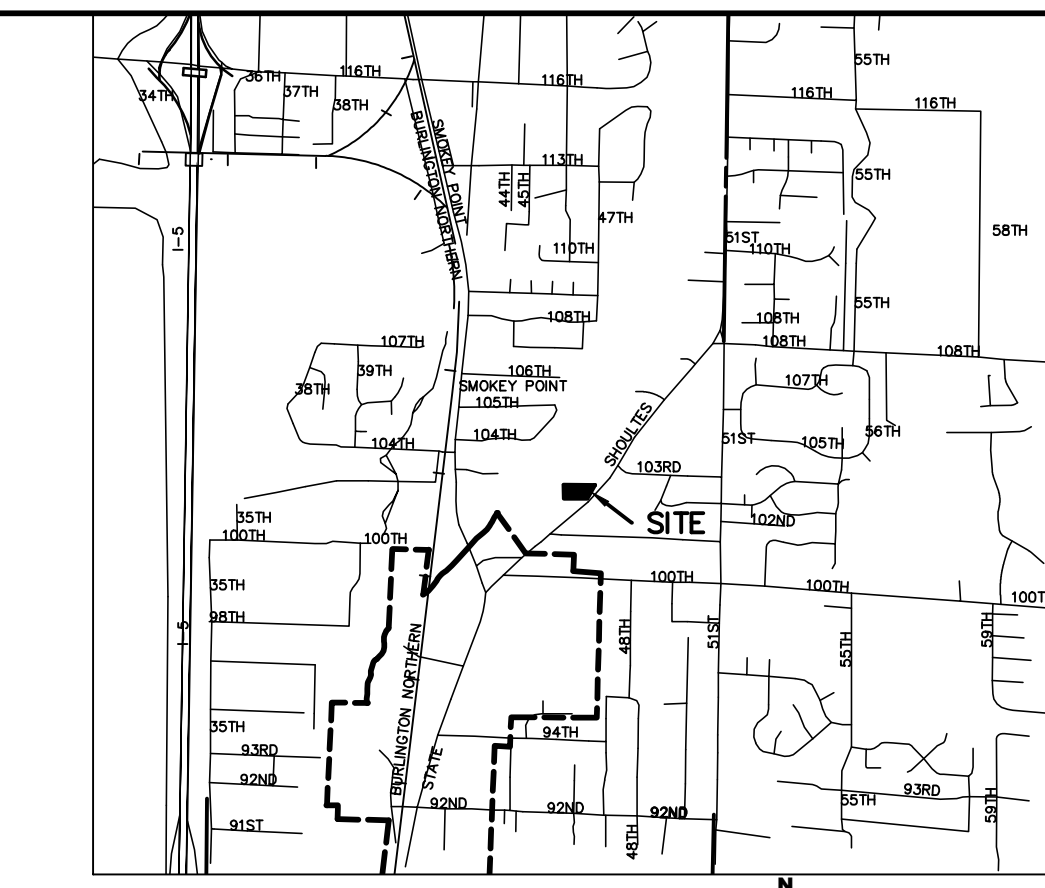 55TH
36TH
116TH
116TH
34TH
37TH
38TH
116TH
116TH
SMOKEY POINT
BURLINGTON NORTHERN
113TH
44TH
45TH
55TH
47TH
58TH
I-5
51ST
110TH
110TH
55TH
108TH
108TH
107TH
108TH
108TH
39TH
106TH
38TH
SMOKEY POINT
107TH
105TH
SHOULTES
56TH
104TH
104TH
51ST
105TH
103RD
35TH
SITE
102ND
100TH
100TH
35TH
100TH
100TH
100T
98TH
I-5
48TH
51ST
55TH
59TH
BURLINGTON NORTHERN
35TH
94TH
93RD
STATE
92ND
92ND
92ND
92ND
93RD
55TH
59TH
91ST
48TH
N